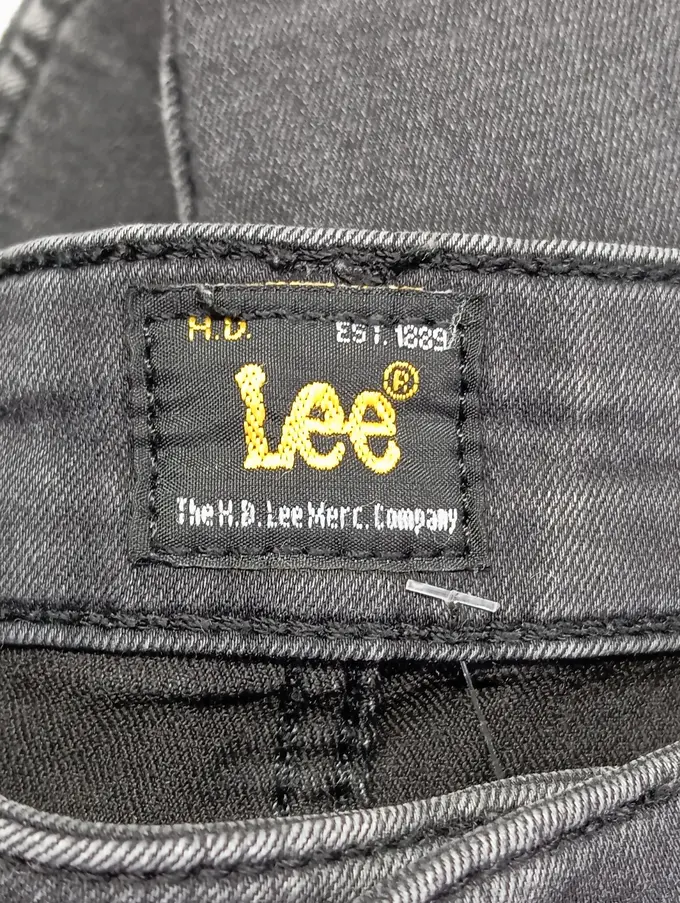 H.D. EST. 1889
Lee®
The H.D. Lee Merc. Company